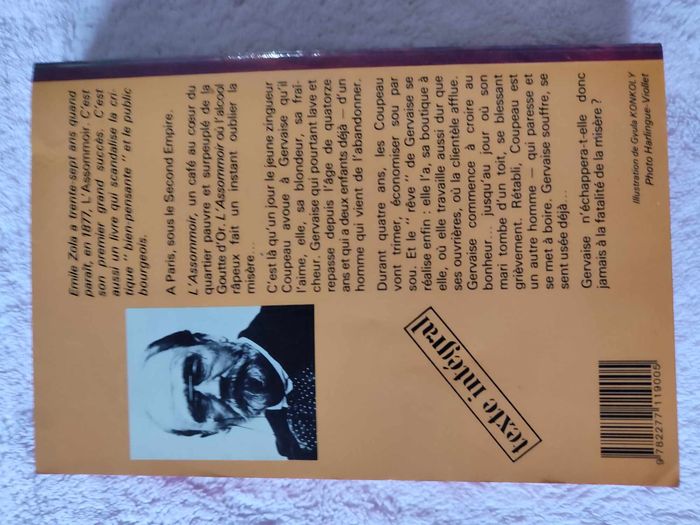 Emile Zola a trente-sept ans quand
paraît, en 1877, L'Assommoir. C'est
son premier grand succès. C'est
aussi un livre qui scandalise la cri-
tique " bien pensante " et le public
bourgeois.
A Paris, sous le Second Empire.
L'Assommoir, un café au cœur du
quartier pauvre et surpeuplé de la
Goutte d'Or. L'Assommoir où l'alcool
râpeux fait un instant oublier la
misère...
C'est là qu'un jour le jeune zingueur
Coupeau avoue à Gervaise qu'il
l'aime, elle, sa blondeur, sa fraî-
cheur. Gervaise qui pourtant lave et
repasse depuis l'âge de quatorze
ans et qui a deux enfants déjà – d'un
homme qui vient de l'abandonner.
Durant quatre ans, les Coupeau
vont trimer, économiser sou par
sou. Et le " rêve " de Gervaise se
réalise enfin : elle l'a, sa boutique à
elle, où elle travaille aussi dur que
ses ouvrières, où la clientèle afflue.
Gervaise commence à croire au
bonheur... jusqu'au jour où son
mari tombe d'un toit, se blessant
grièvement. Rétabli, Coupeau est
un autre homme – qui paresse et
se met à boire. Gervaise souffre, se
sent usée déjà...
Gervaise n'échappera-t-elle donc
jamais à la fatalité de la misère ?
Illustration de Gyula KONKOLY
Photo Harlingue-Viollet
texte intégral
9 782277 119005